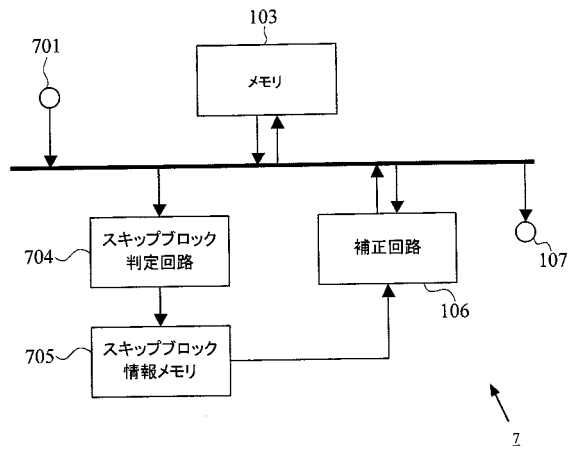 103
701
メモリ
704
スキップブロック
判定回路
補正回路
107
106
705
スキップブロック
情報メモリ
7